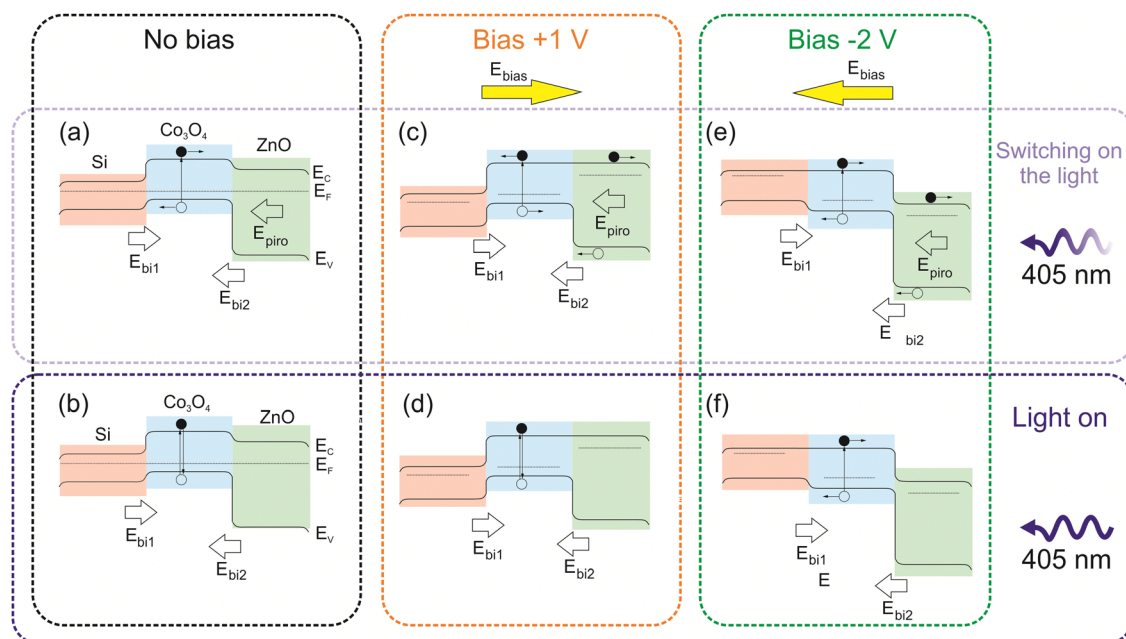 No bias
Bias +1 V
Bias -2 V
E_bias
E_bias
(a)
Co₃O₄
Si
ZnO
E_C
E_F
E_piro
E_V
E_bi1
E_bi2
(c)
E_piro
E_bi1
E_bi2
(e)
E_piro
E_bi1
E bi2
Switching on
the light
405 nm
(b)
Co₃O₄
Si
ZnO
E_C
E_F
E_V
E_bi1
E_bi2
(d)
E_bi1
E_bi2
(f)
E_bi1
E
E_bi2
Light on
405 nm